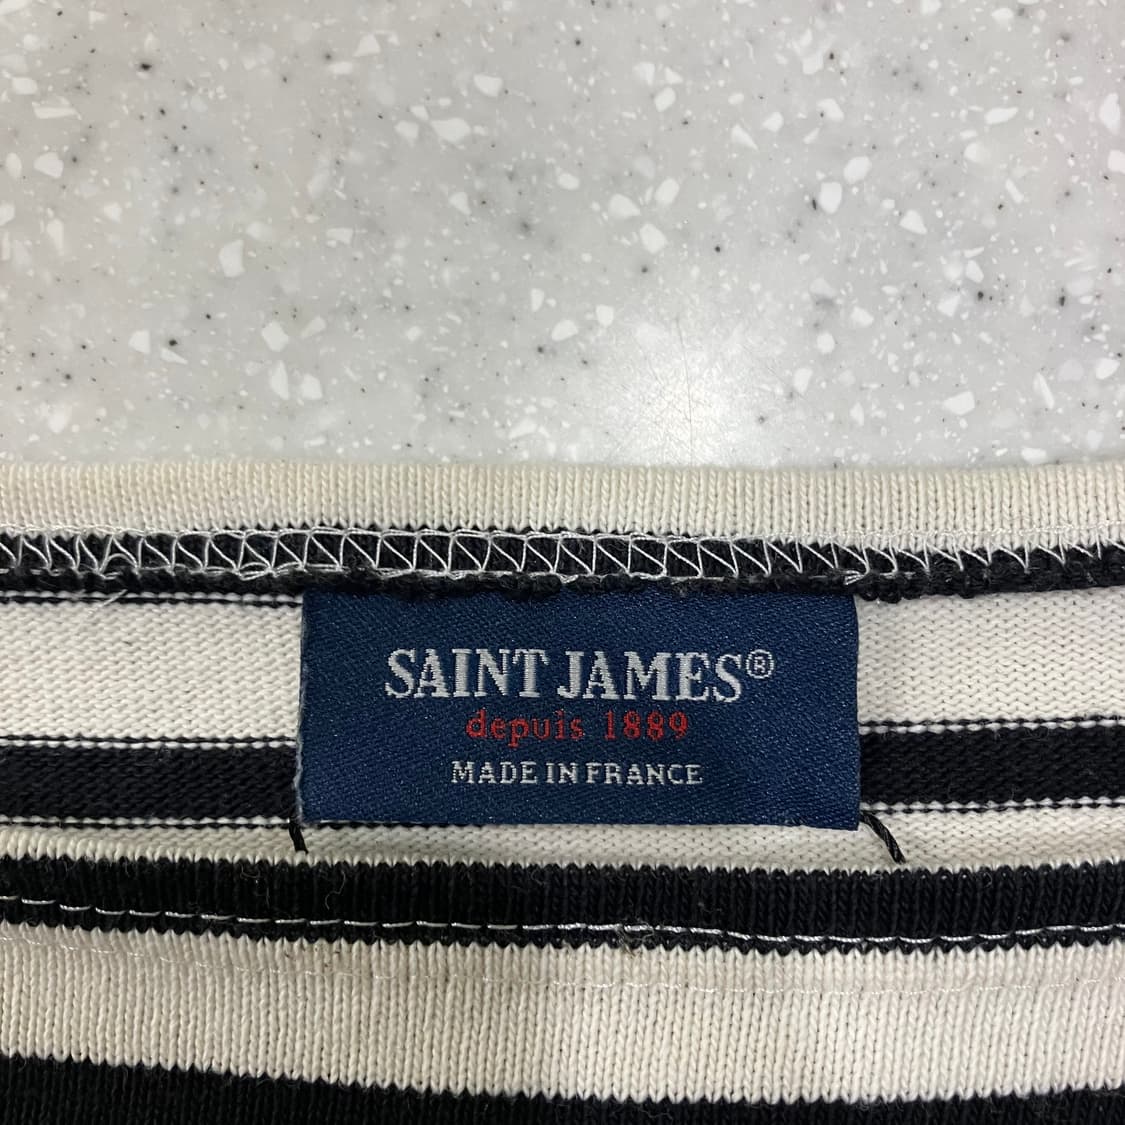 SAINT JAMES®
depuis 1889
MADE IN FRANCE